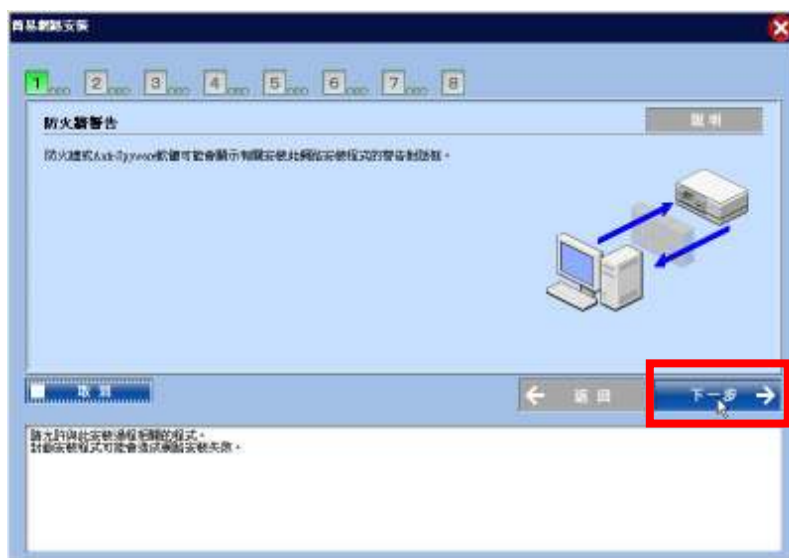 簡易網路安裝
1 2 3 4 5 6 7 8
防火牆警告
說明
防火牆或Anti-Spyware軟體可能會顯示有關安裝此網路安裝程式的警告對話框。
取消
返回
下一步
請允許與此安裝過程相關的程式。
封鎖安裝程式可能會造成網路安裝失敗。